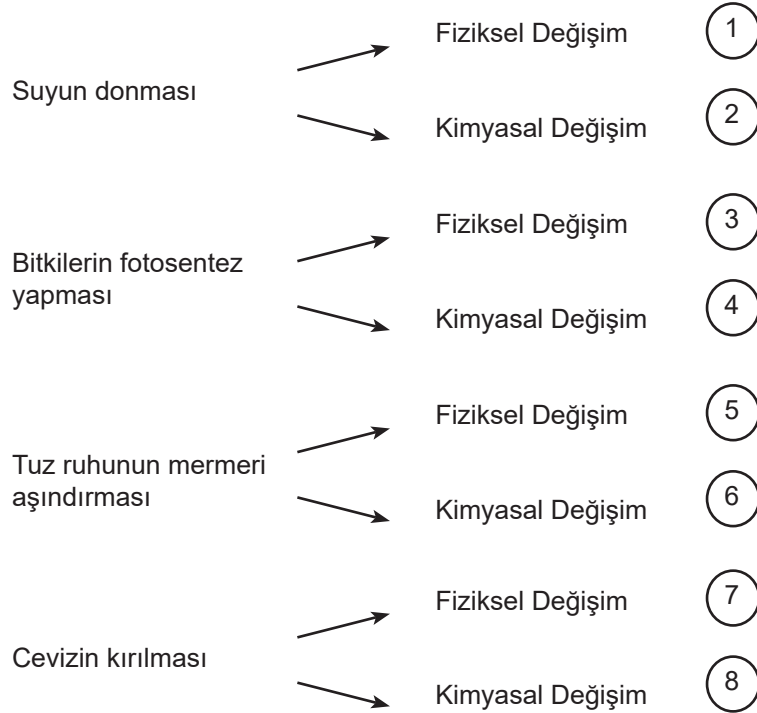 Fiziksel Değişim 1
Suyun donması
Kimyasal Değişim 2
Fiziksel Değişim 3
Bitkilerin fotosentez
yapması
Kimyasal Değişim 4
Fiziksel Değişim 5
Tuz ruhunun mermeri
aşındırması
Kimyasal Değişim 6
Fiziksel Değişim 7
Cevizin kırılması
Kimyasal Değişim 8